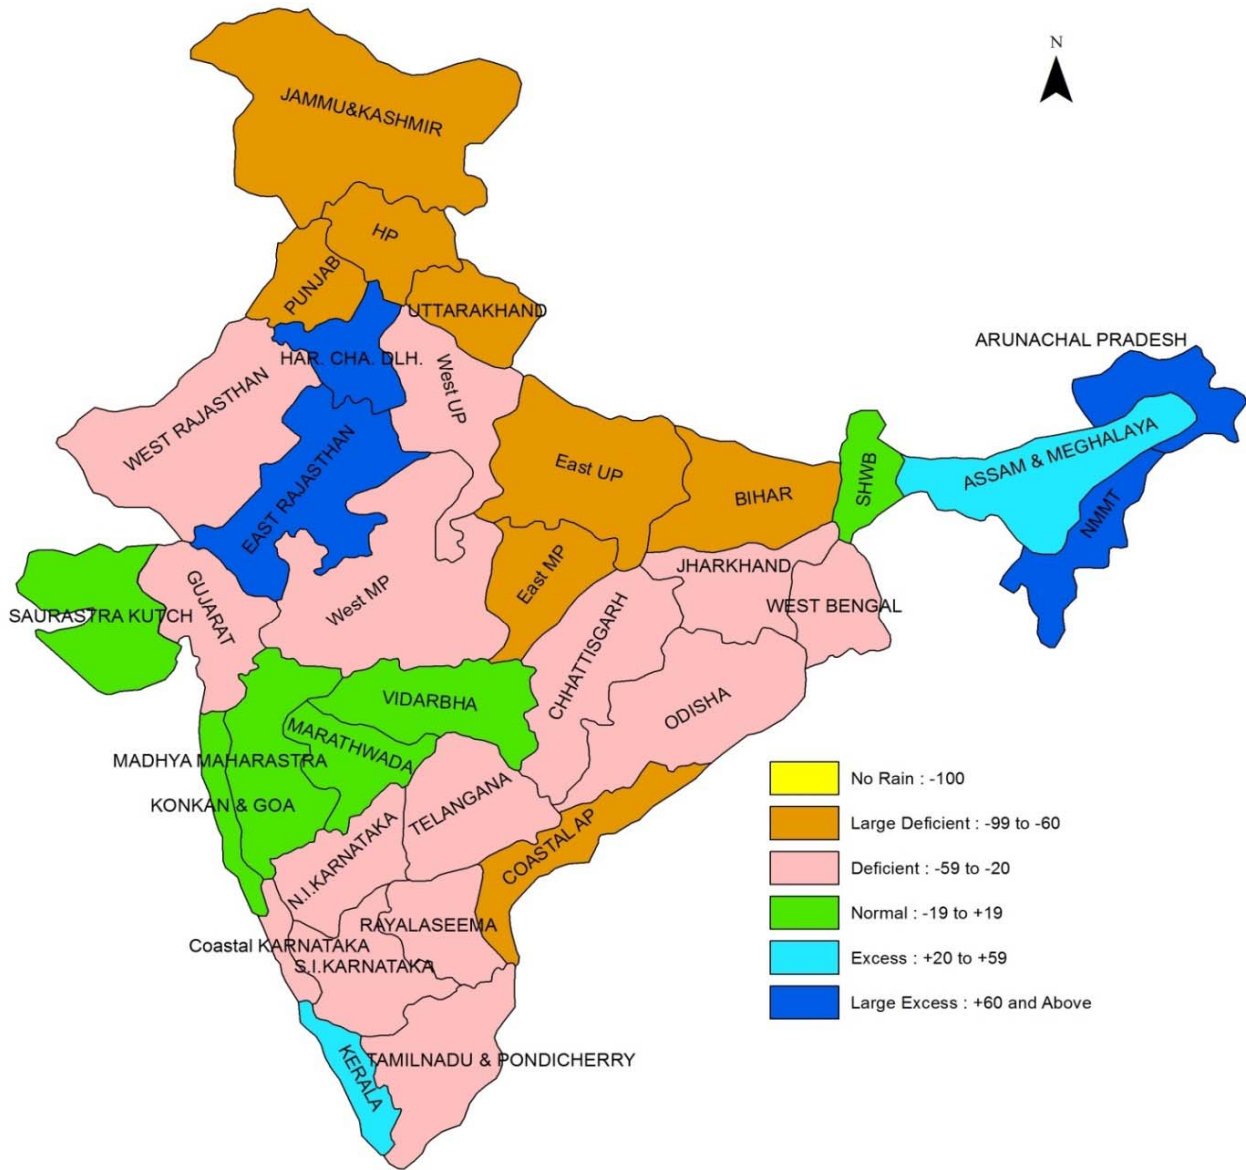 N
JAMMU&KASHMIR
HP
PUNJAB
UTTARAKHAND
ARUNACHAL PRADESH
HAR. CHA. DLH.
West UP
WEST RAJASTHAN
EAST RAJASTHAN
East UP
BIHAR
SHWB
ASSAM & MEGHALAYA
NMMT
East MP
JHARKHAND
GUJARAT
West MP
WEST BENGAL
SAURASTRA KUTCH
CHHATTISGARH
VIDARBHA
ODISHA
MARATHWADA
MADHYA MAHARASTRA
KONKAN & GOA
TELANGANA
N.I.KARNATAKA
COASTAL AP
RAYALASEEMA
Coastal KARNATAKA
S.I.KARNATAKA
KERALA
TAMILNADU & PONDICHERRY
No Rain : -100
Large Deficient : -99 to -60
Deficient : -59 to -20
Normal : -19 to +19
Excess : +20 to +59
Large Excess : +60 and Above